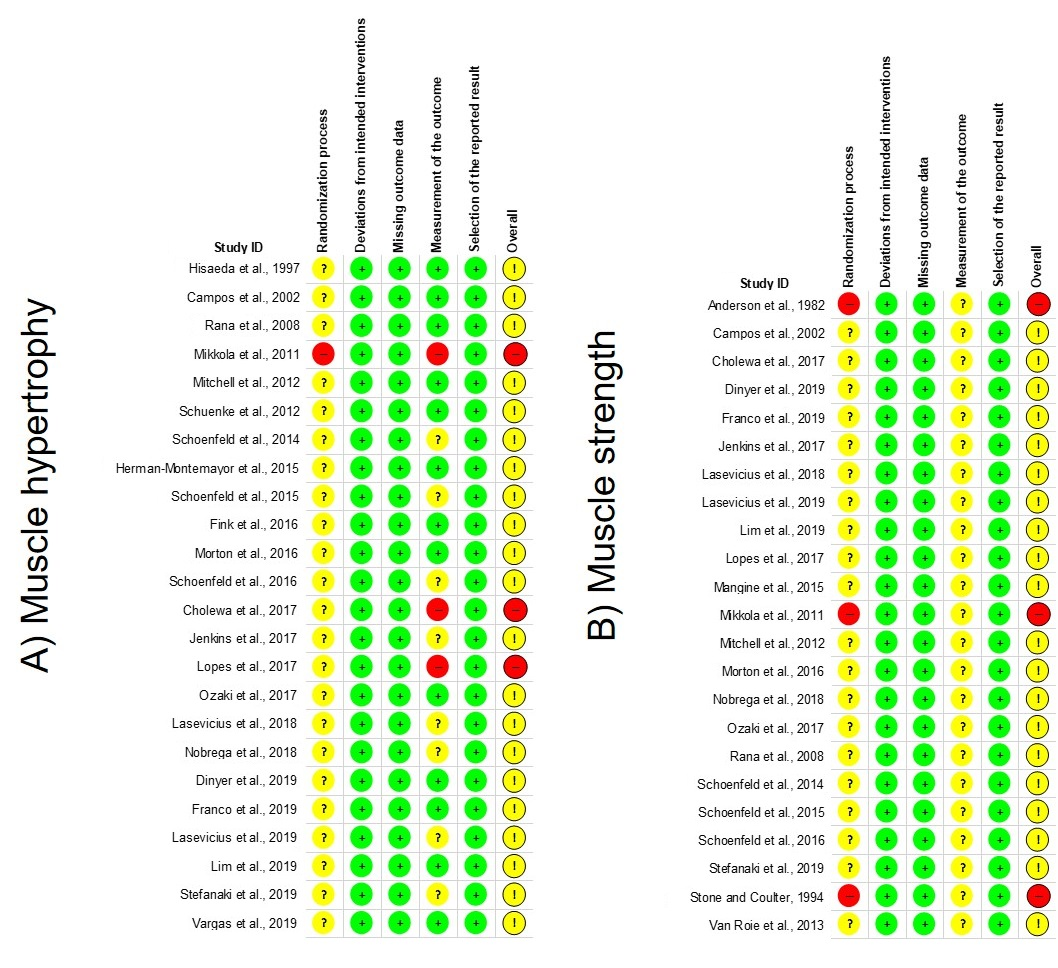 A) Muscle hypertrophy
Study ID
Randomization process
Deviations from intended interventions
Missing outcome data
Measurement of the outcome
Selection of the reported result
Overall
Hisaeda et al., 1997 ? + + + + !
Campos et al., 2002 ? + + + + !
Rana et al., 2008 ? + + + + !
Mikkola et al., 2011 – + + – + –
Mitchell et al., 2012 ? + + + + !
Schuenke et al., 2012 ? + + + + !
Schoenfeld et al., 2014 ? + + ? + !
Herman-Montemayor et al., 2015 ? + + + + !
Schoenfeld et al., 2015 ? + + ? + !
Fink et al., 2016 ? + + + + !
Morton et al., 2016 ? + + + + !
Schoenfeld et al., 2016 ? + + ? + !
Cholewa et al., 2017 ? + + – + –
Jenkins et al., 2017 ? + + ? + !
Lopes et al., 2017 ? + + – + –
Ozaki et al., 2017 ? + + + + !
Lasevicius et al., 2018 ? + + ? + !
Nobrega et al., 2018 ? + + ? + !
Dinyer et al., 2019 ? + + + + !
Franco et al., 2019 ? + + + + !
Lasevicius et al., 2019 ? + + ? + !
Lim et al., 2019 ? + + + + !
Stefanaki et al., 2019 ? + + ? + !
Vargas et al., 2019 ? + + + + !
B) Muscle strength
Study ID
Randomization process
Deviations from intended interventions
Missing outcome data
Measurement of the outcome
Selection of the reported result
Overall
Anderson et al., 1982 – + + ? + –
Campos et al., 2002 ? + + ? + !
Cholewa et al., 2017 ? + + ? + !
Dinyer et al., 2019 ? + + ? + !
Franco et al., 2019 ? + + ? + !
Jenkins et al., 2017 ? + + ? + !
Lasevicius et al., 2018 ? + + ? + !
Lasevicius et al., 2019 ? + + ? + !
Lim et al., 2019 ? + + ? + !
Lopes et al., 2017 ? + + ? + !
Mangine et al., 2015 ? + + ? + !
Mikkola et al., 2011 – + + ? + –
Mitchell et al., 2012 ? + + ? + !
Morton et al., 2016 ? + + ? + !
Nobrega et al., 2018 ? + + ? + !
Ozaki et al., 2017 ? + + ? + !
Rana et al., 2008 ? + + ? + !
Schoenfeld et al., 2014 ? + + ? + !
Schoenfeld et al., 2015 ? + + ? + !
Schoenfeld et al., 2016 ? + + ? + !
Stefanaki et al., 2019 ? + + ? + !
Stone and Coulter, 1994 – + + ? + –
Van Roie et al., 2013 ? + + ? + !